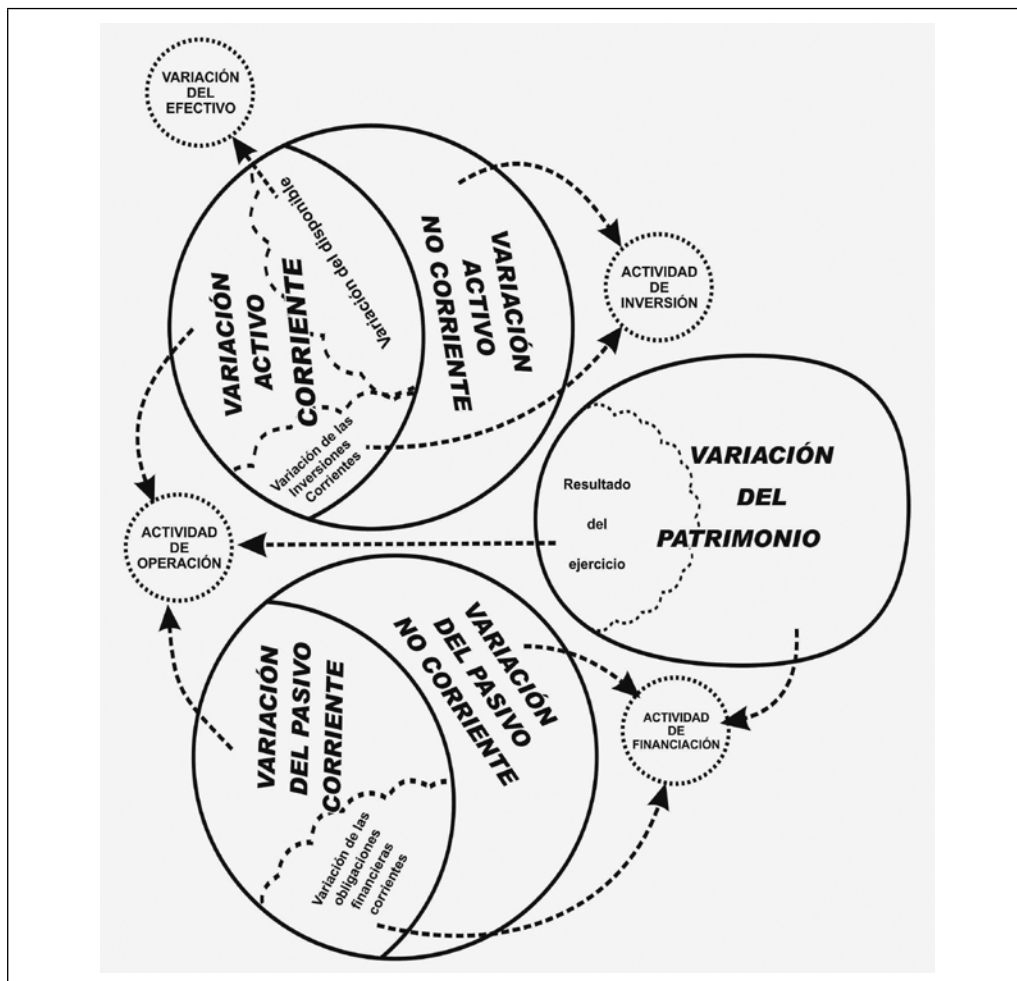 VARIACIÓN
DEL
EFECTIVO
Variación del disponible
VARIACIÓN
ACTIVO
CORRIENTE
VARIACIÓN
ACTIVO
NO CORRIENTE
Variación de las
Inversiones
Corrientes
ACTIVIDAD
DE
INVERSIÓN
ACTIVIDAD
DE
OPERACIÓN
Resultado
del
ejercicio
VARIACIÓN
DEL
PATRIMONIO
VARIACIÓN
DEL PASIVO
CORRIENTE
VARIACIÓN
DEL PASIVO
NO CORRIENTE
Variación de las
obligaciones
financieras
corrientes
ACTIVIDAD
DE
FINANCIACIÓN